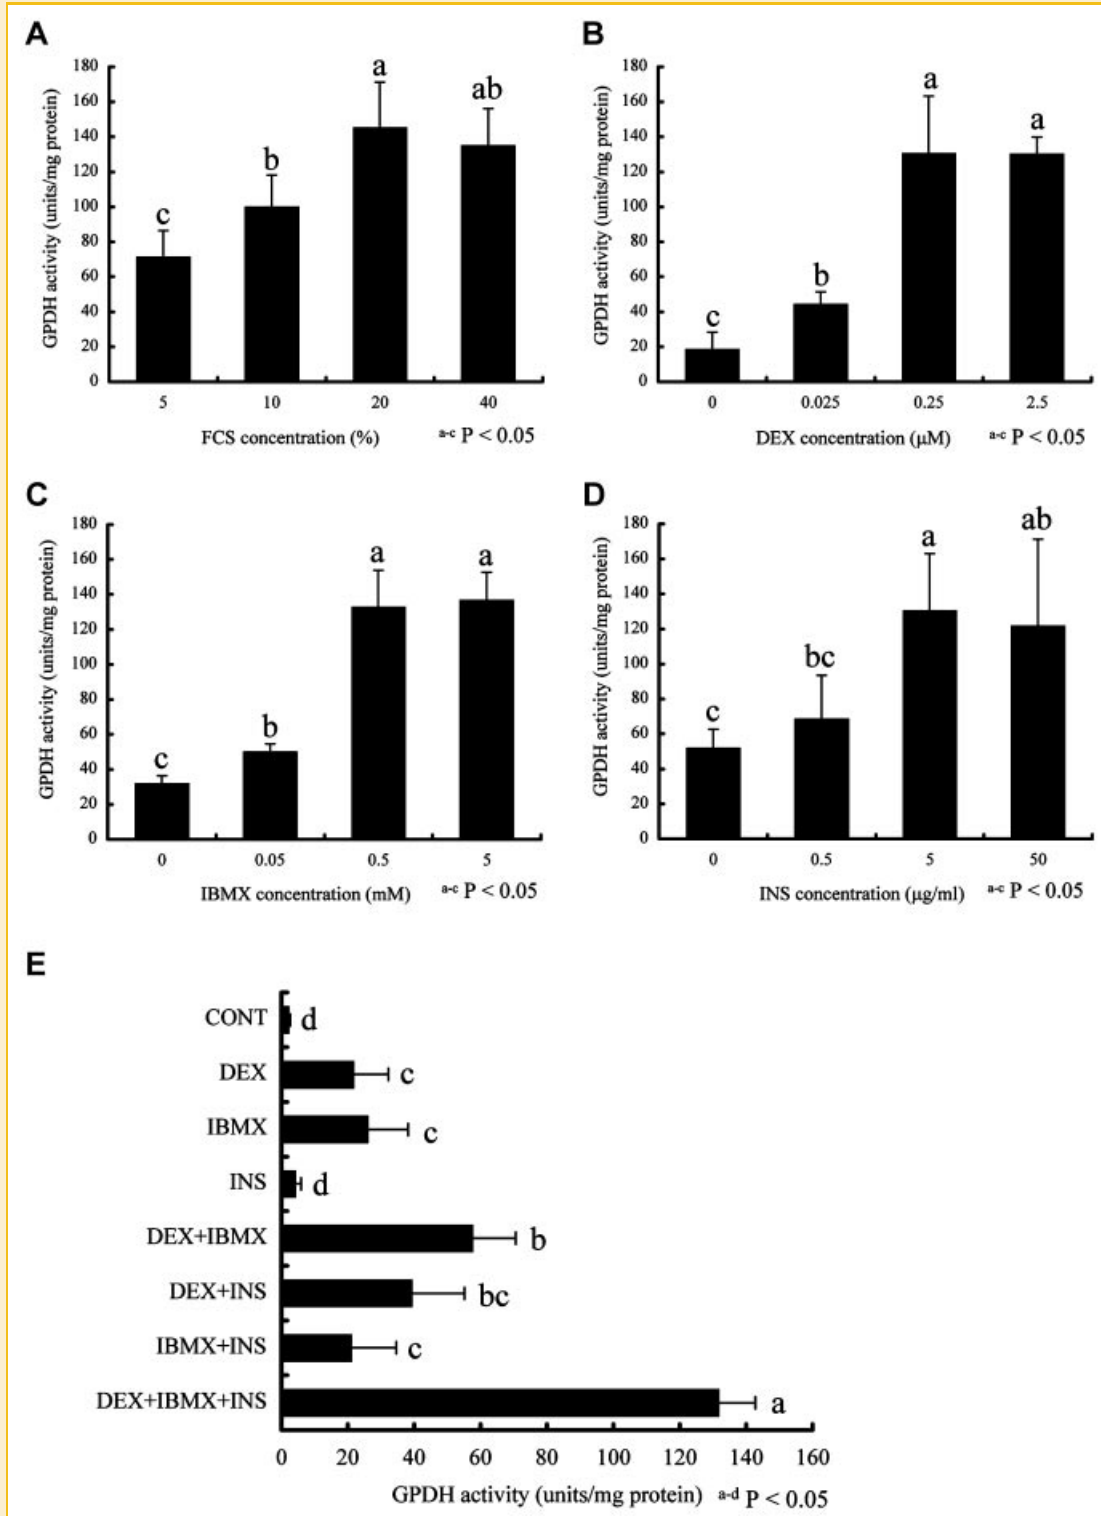 A
GPDH activity (units/mg protein)
180
160
140
120
100
80
60
40
20
0
c
b
a
ab
5 10 20 40
FCS concentration (%)
a-c P < 0.05
B
GPDH activity (units/mg protein)
180
160
140
120
100
80
60
40
20
0
c
b
a
a
0 0.025 0.25 2.5
DEX concentration (μM)
a-c P < 0.05
C
GPDH activity (units/mg protein)
180
160
140
120
100
80
60
40
20
0
c
b
a
a
0 0.05 0.5 5
IBMX concentration (mM)
a-c P < 0.05
D
GPDH activity (units/mg protein)
180
160
140
120
100
80
60
40
20
0
c
bc
a
ab
0 0.5 5 50
INS concentration (μg/ml)
a-c P < 0.05
E
CONT d
DEX c
IBMX c
INS d
DEX+IBMX b
DEX+INS bc
IBMX+INS c
DEX+IBMX+INS a
0 20 40 60 80 100 120 140 160
GPDH activity (units/mg protein) a-d P < 0.05